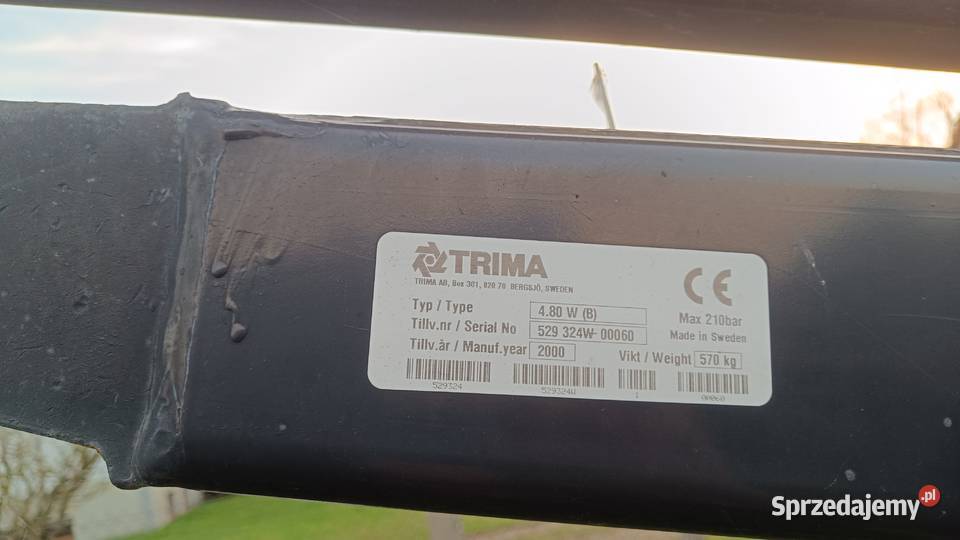 TRIMA
TRIMA AB, Box 301, 820 70 BERGSJÖ, SWEDEN
Typ / Type 4.80 W (B)
Tillv.nr / Serial No 529 324W-00060
Tillv.år / Manuf.year 2000
CE
Max 210bar
Made in Sweden
Vikt / Weight 570 kg
529324 529324W 1 00060
Sprzedajemy.pl